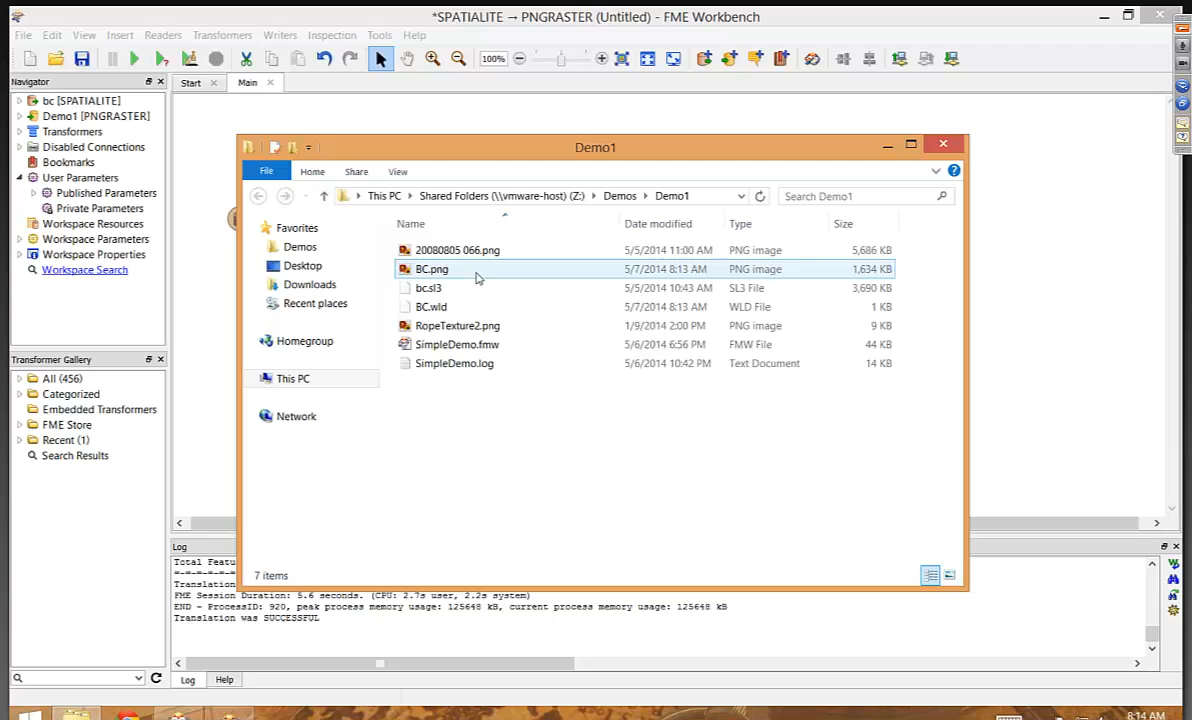 *SPATIALITE → PNGRASTER (Untitled) - FME Workbench
File Edit View Insert Readers Transformers Writers Inspection Tools Help
100%
Navigator
Start Main
bc [SPATIALITE]
Demo1 [PNGRASTER]
Transformers
Disabled Connections
Bookmarks
User Parameters
Published Parameters
Private Parameters
Workspace Resources
Workspace Parameters
Workspace Properties
Workspace Search
Transformer Gallery
All (456)
Categorized
Embedded Transformers
FME Store
Recent (1)
Search Results
Demo1
File Home Share View
This PC Shared Folders (\\vmware-host) (Z:) Demos Demo1
Search Demo1
Favorites
Demos
Desktop
Downloads
Recent places
Homegroup
This PC
Network
Name Date modified Type Size
20080805 066.png 5/5/2014 11:00 AM PNG image 5,686 KB
BC.png 5/7/2014 8:13 AM PNG image 1,634 KB
bc.sl3 5/5/2014 10:43 AM SL3 File 3,690 KB
BC.wld 5/7/2014 8:13 AM WLD File 1 KB
RopeTexture2.png 1/9/2014 2:00 PM PNG image 9 KB
SimpleDemo.fmw 5/6/2014 6:56 PM FMW File 44 KB
SimpleDemo.log 5/6/2014 10:42 PM Text Document 14 KB
7 items
Log
Total Featu
=-=-=-=-=-=
Translation
FME Session Duration: 5.6 seconds. (CPU: 2.7s user, 2.2s system)
END - ProcessID: 920, peak process memory usage: 125648 kB, current process memory usage: 125648 kB
Translation was SUCCESSFUL
Log Help
8:14 AM